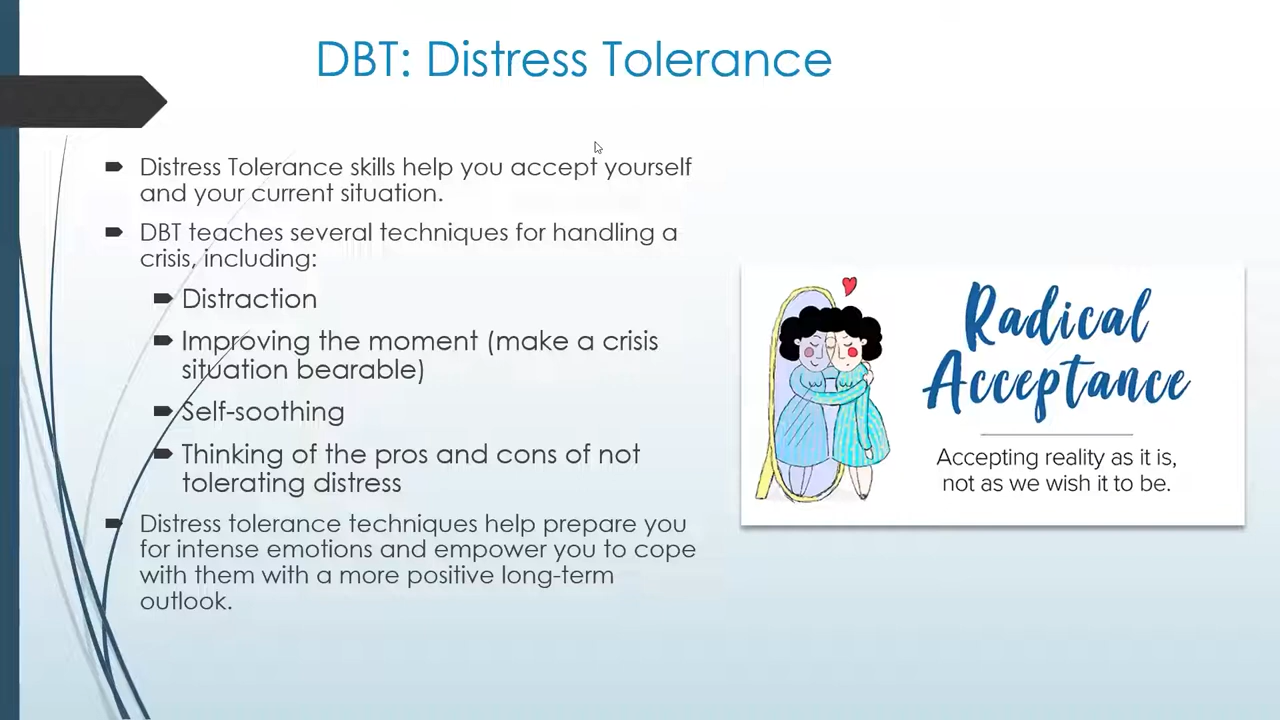 DBT: Distress Tolerance
Distress Tolerance skills help you accept yourself
and your current situation.
DBT teaches several techniques for handling a
crisis, including:
Distraction
Improving the moment (make a crisis
situation bearable)
Self-soothing
Thinking of the pros and cons of not
tolerating distress
Distress tolerance techniques help prepare you
for intense emotions and empower you to cope
with them with a more positive long-term
outlook.
Radical
Acceptance
Accepting reality as it is,
not as we wish it to be.